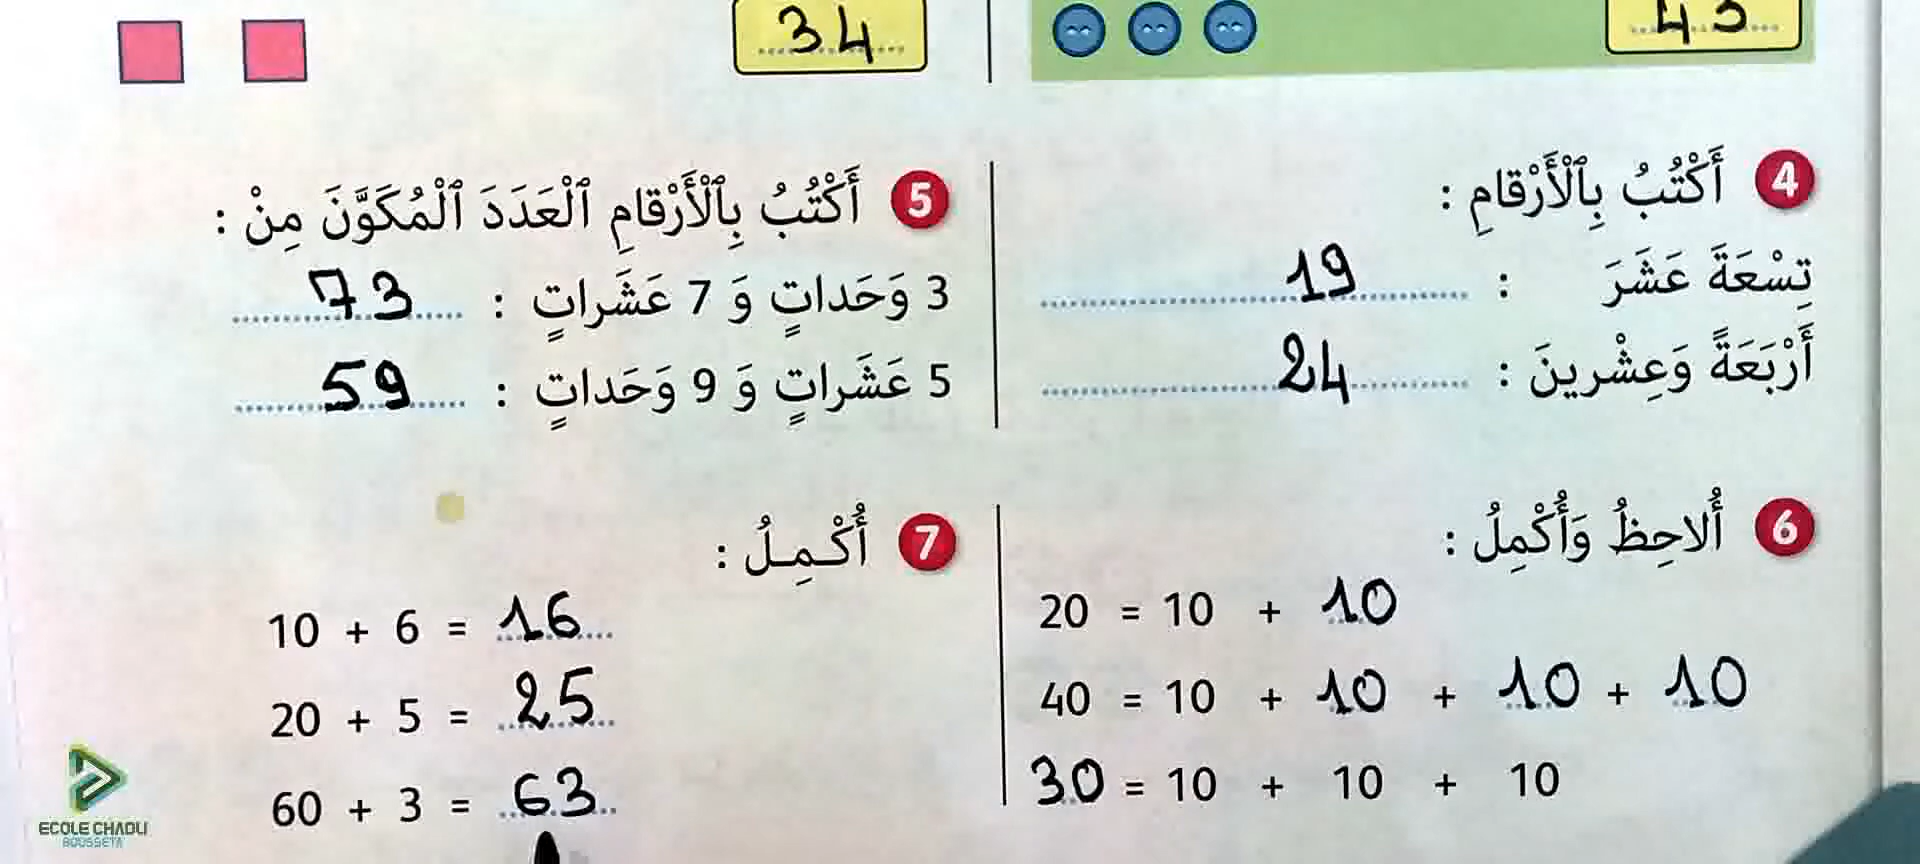 34
43
4 أَكْتُبُ بِٱلْأَرْقامِ :
تِسْعَةَ عَشَرَ : 19
أَرْبَعَةً وَعِشْرينَ : 24
5 أَكْتُبُ بِٱلْأَرْقامِ ٱلْعَدَدَ ٱلْمُكَوَّنَ مِنْ :
3 وَحَداتٍ وَ 7 عَشَراتٍ : 73
5 عَشَراتٍ وَ 9 وَحَداتٍ : 59
6 أُلاحِظُ وَأُكْمِلُ :
20 = 10 + 10
40 = 10 + 10 + 10 + 10
30 = 10 + 10 + 10
7 أُكْمِلُ :
10 + 6 = 16
20 + 5 = 25
60 + 3 = 63
ECOLE CHADLI
BOUSSETA